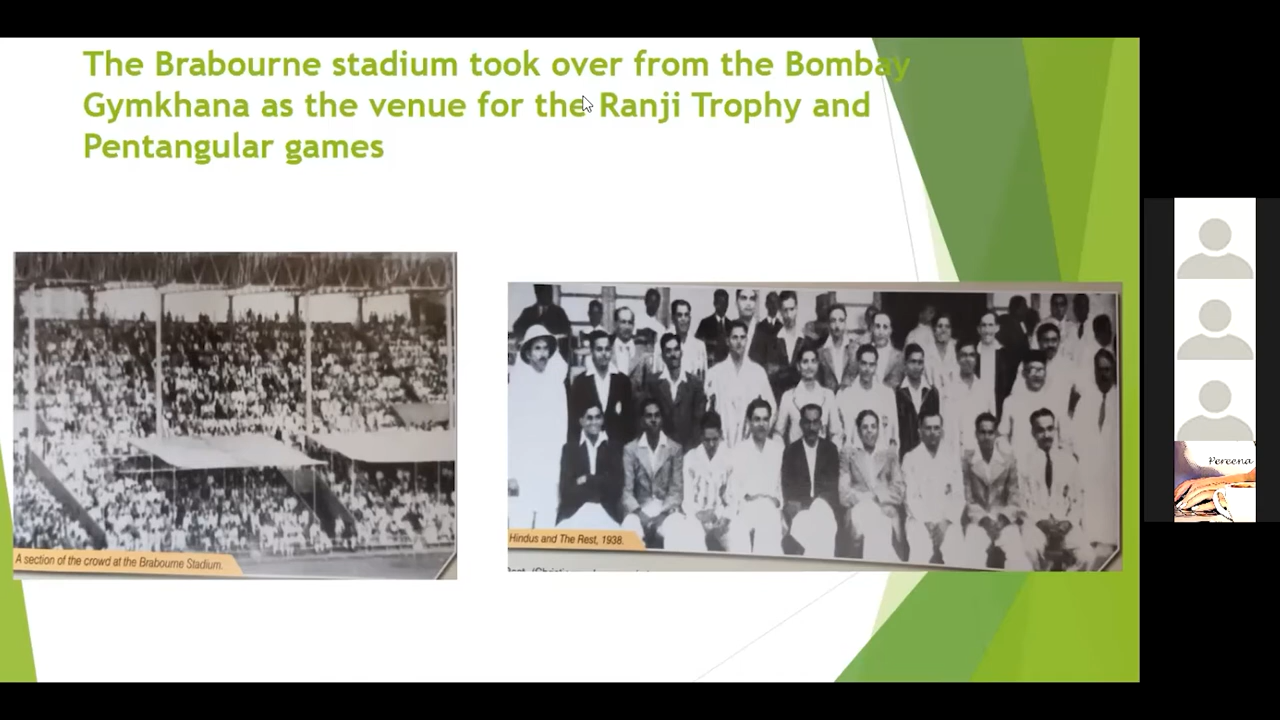 The Brabourne stadium took over from the Bombay
Gymkhana as the venue for the Ranji Trophy and
Pentangular games
A section of the crowd at the Brabourne Stadium.
Hindus and The Rest, 1938.
Pereena